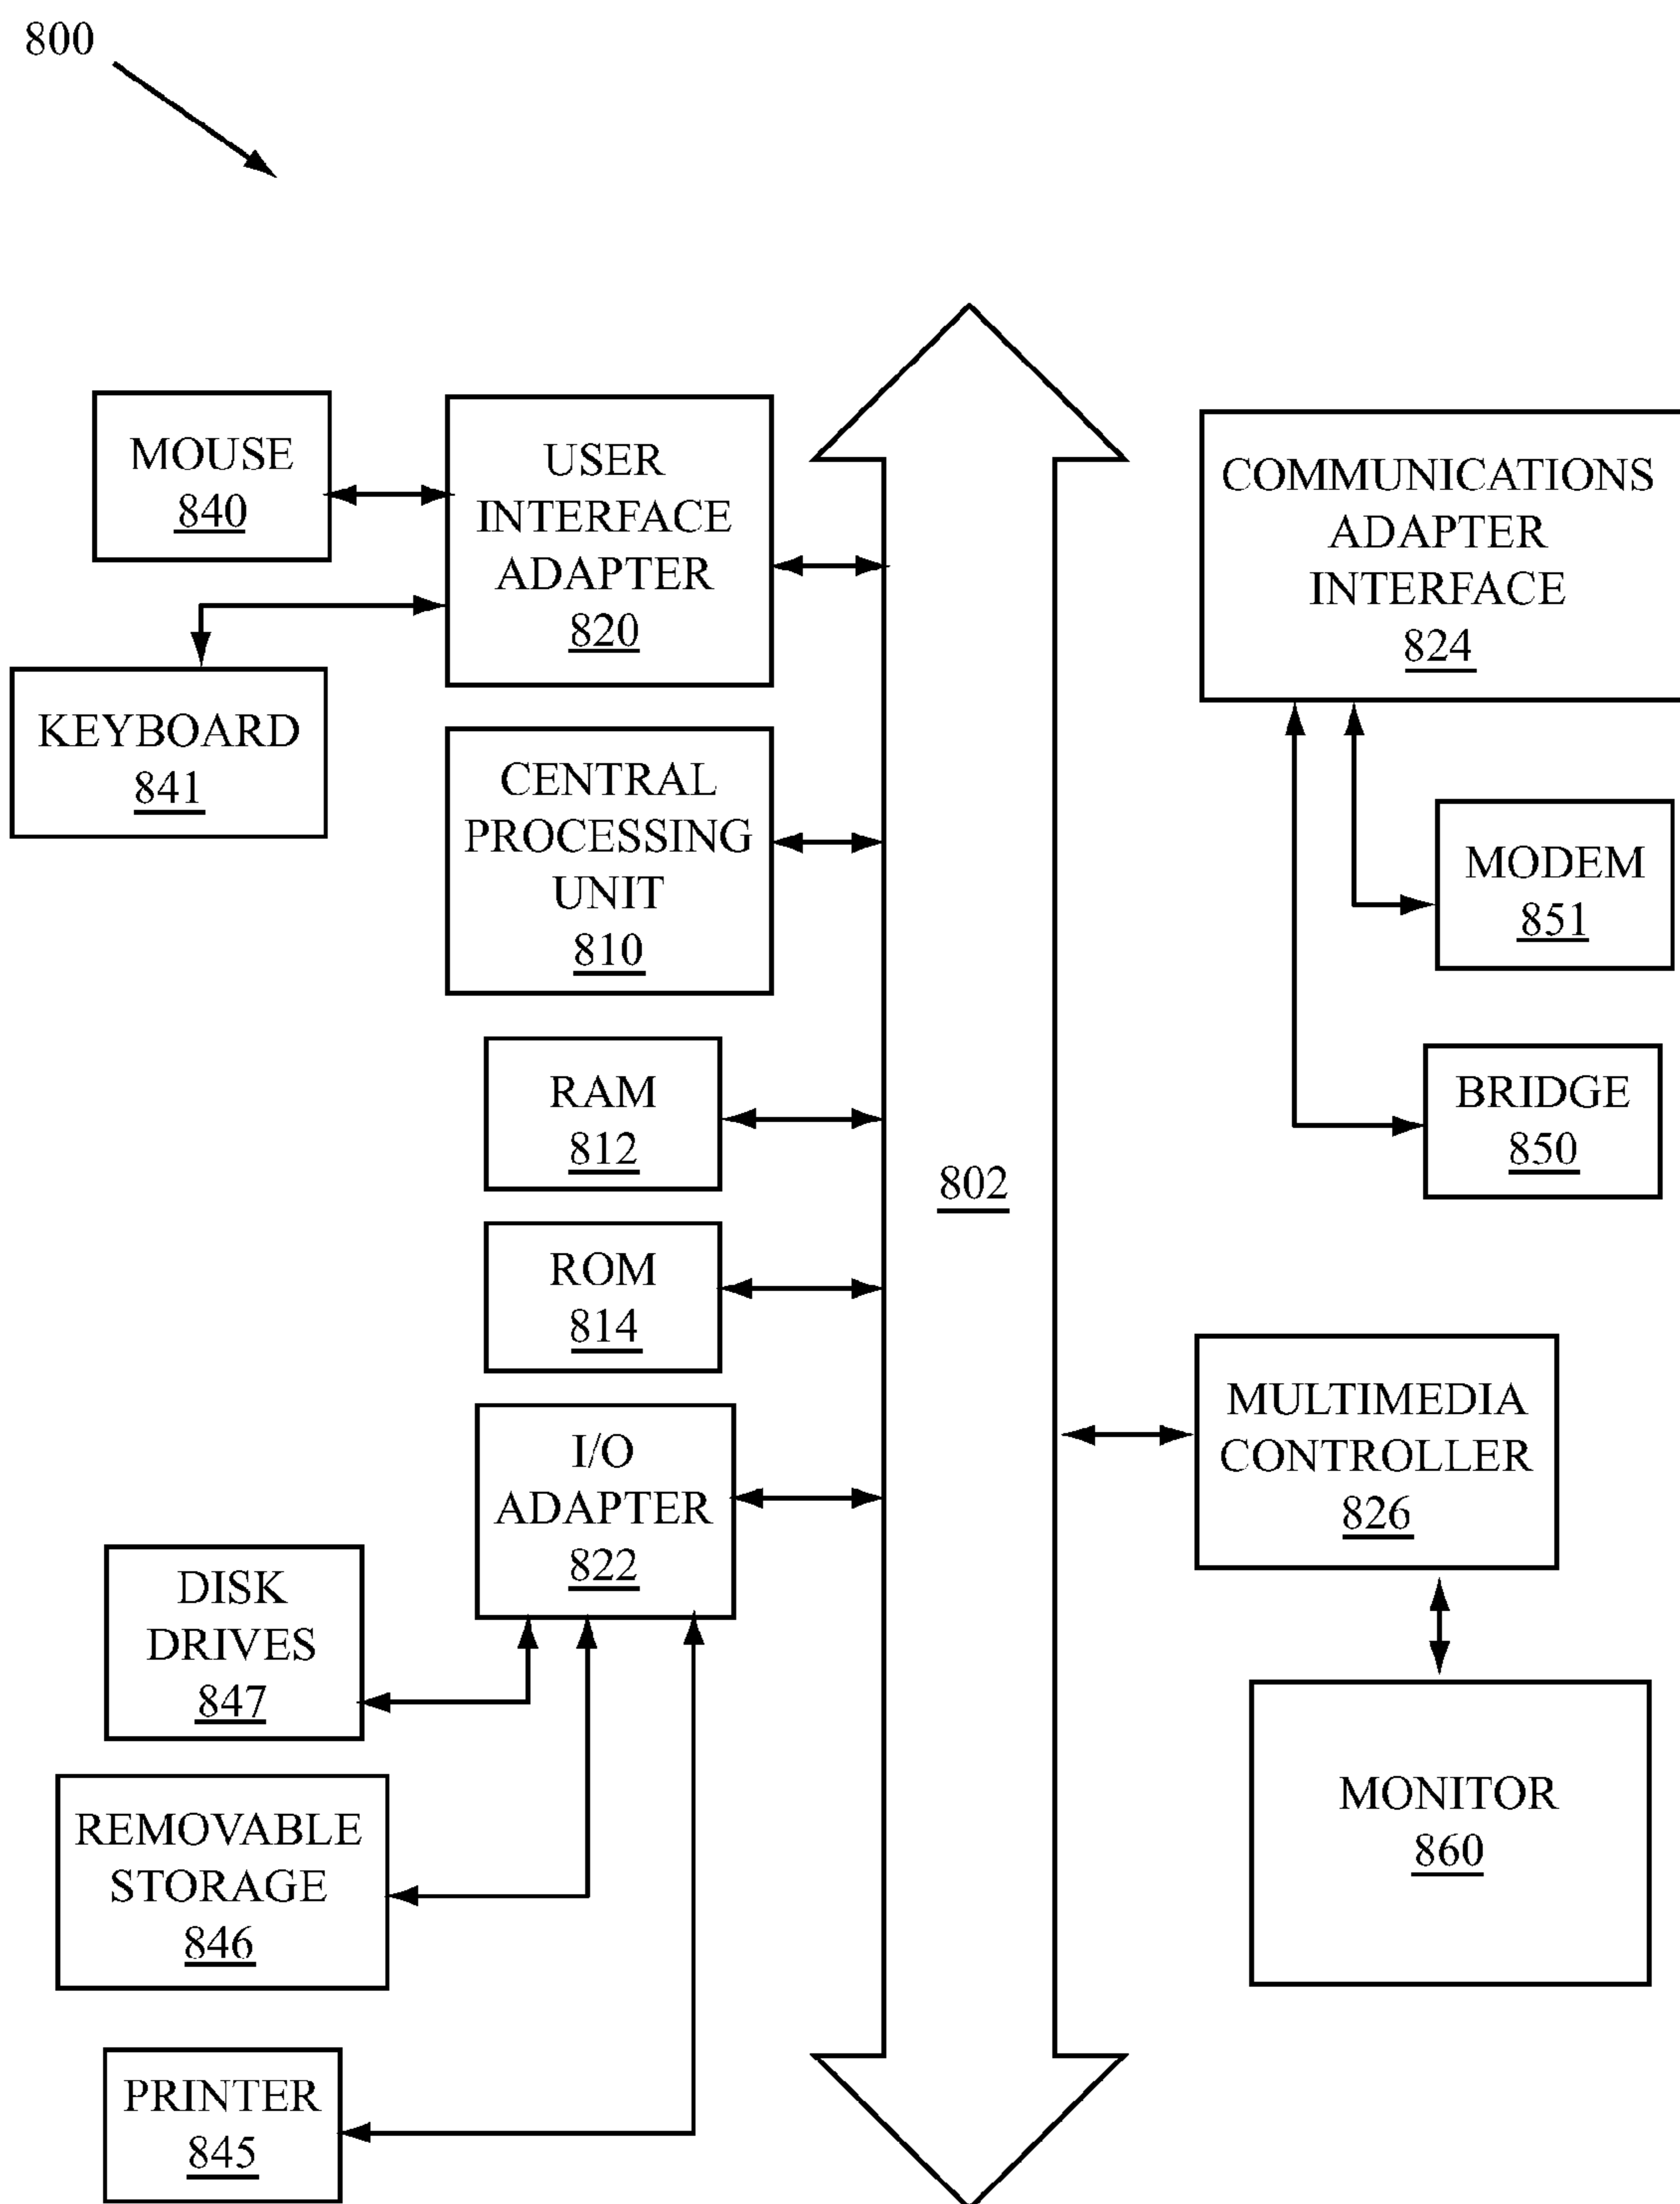 800
MOUSE
840
USER
INTERFACE
ADAPTER
820
COMMUNICATIONS
ADAPTER
INTERFACE
824
KEYBOARD
841
CENTRAL
PROCESSING
UNIT
810
MODEM
851
RAM
812
BRIDGE
850
802
ROM
814
I/O
ADAPTER
822
MULTIMEDIA
CONTROLLER
826
DISK
DRIVES
847
REMOVABLE
STORAGE
846
MONITOR
860
PRINTER
845